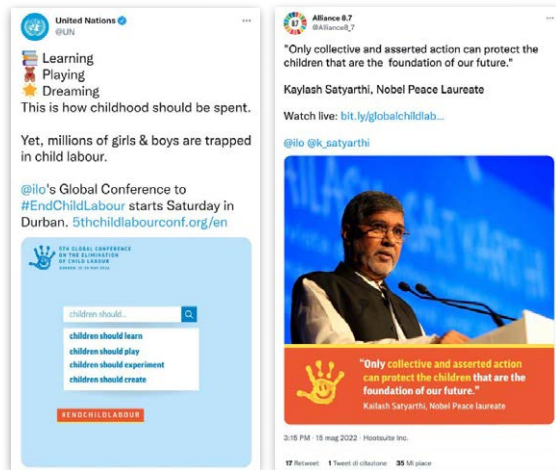 United Nations
@UN
Learning
Playing
Dreaming
This is how childhood should be spent.
Yet, millions of girls & boys are trapped
in child labour.
@ilo's Global Conference to
#EndChildLabour starts Saturday in
Durban. 5thchildlabourconf.org/en
5TH GLOBAL CONFERENCE
ON THE ELIMINATION
OF CHILD LABOUR
DURBAN, 15-20 MAY 2022
children should...
children should learn
children should play
children should experiment
children should create
#ENDCHILDLABOUR
Alliance 8.7
@Alliance8_7
"Only collective and asserted action can protect the
children that are the foundation of our future."
Kaylash Satyarthi, Nobel Peace Laureate
Watch live: bit.ly/globalchildlab...
@ilo @k_satyarthi
"Only collective and asserted action
can protect the children that are the
foundation of our future."
Kailash Satyarthi, Nobel Peace laureate
3:15 PM · 15 mag 2022 · Hootsuite Inc.
17 Retweet 1 Tweet di citazione 35 Mi piace